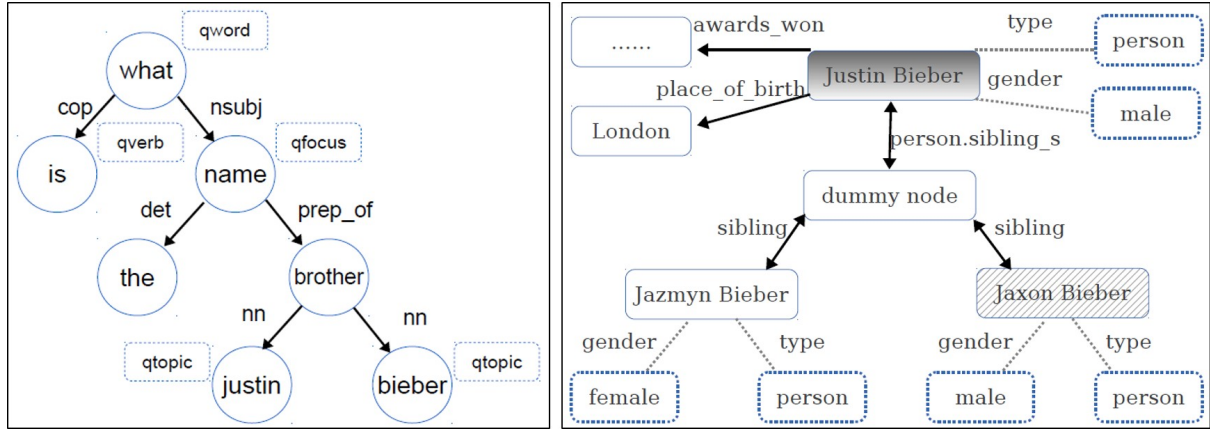 qword
what
cop
nsubj
qverb
qfocus
is
name
det
prep_of
the
brother
nn
nn
qtopic
justin
bieber
qtopic
......
awards_won
type
person
Justin Bieber
gender
place_of_birth
male
London
person.sibling_s
dummy node
sibling
sibling
Jazmyn Bieber
Jaxon Bieber
gender
type
gender
type
female
person
male
person